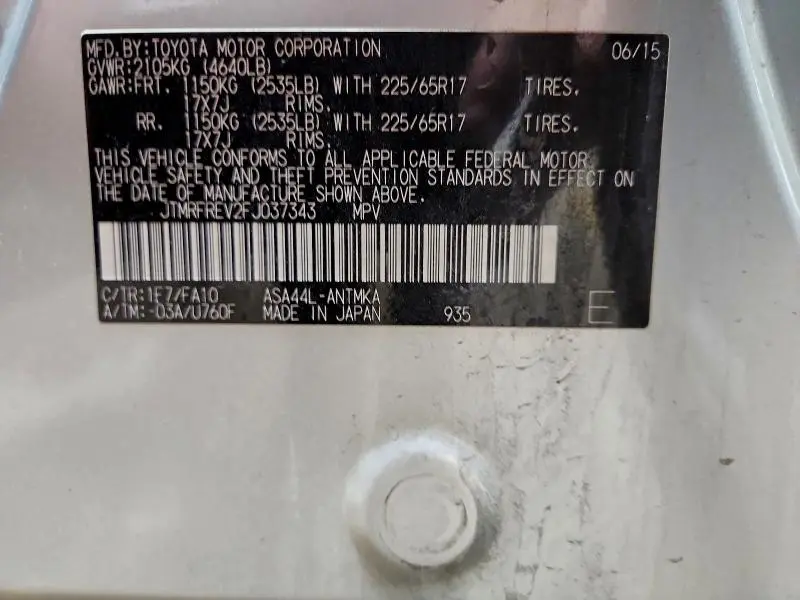 MFD. BY: TOYOTA MOTOR CORPORATION 06/15
GVWR: 2105KG (4640LB)
GAWR: FRT. 1150KG (2535LB) WITH 225/65R17 TIRES.
17X7J RIMS.
RR. 1150KG (2535LB) WITH 225/65R17 TIRES.
17X7J RIMS.
THIS VEHICLE CONFORMS TO ALL APPLICABLE FEDERAL MOTOR
VEHICLE SAFETY AND THEFT PREVENTION STANDARDS IN EFFECT ON
THE DATE OF MANUFACTURE SHOWN ABOVE.
JTMRFREV2FJ037343 MPV
C/TR: 1F7/FA10 ASA44L-ANTMKA
A/TM: -03A/U760F MADE IN JAPAN 935 E